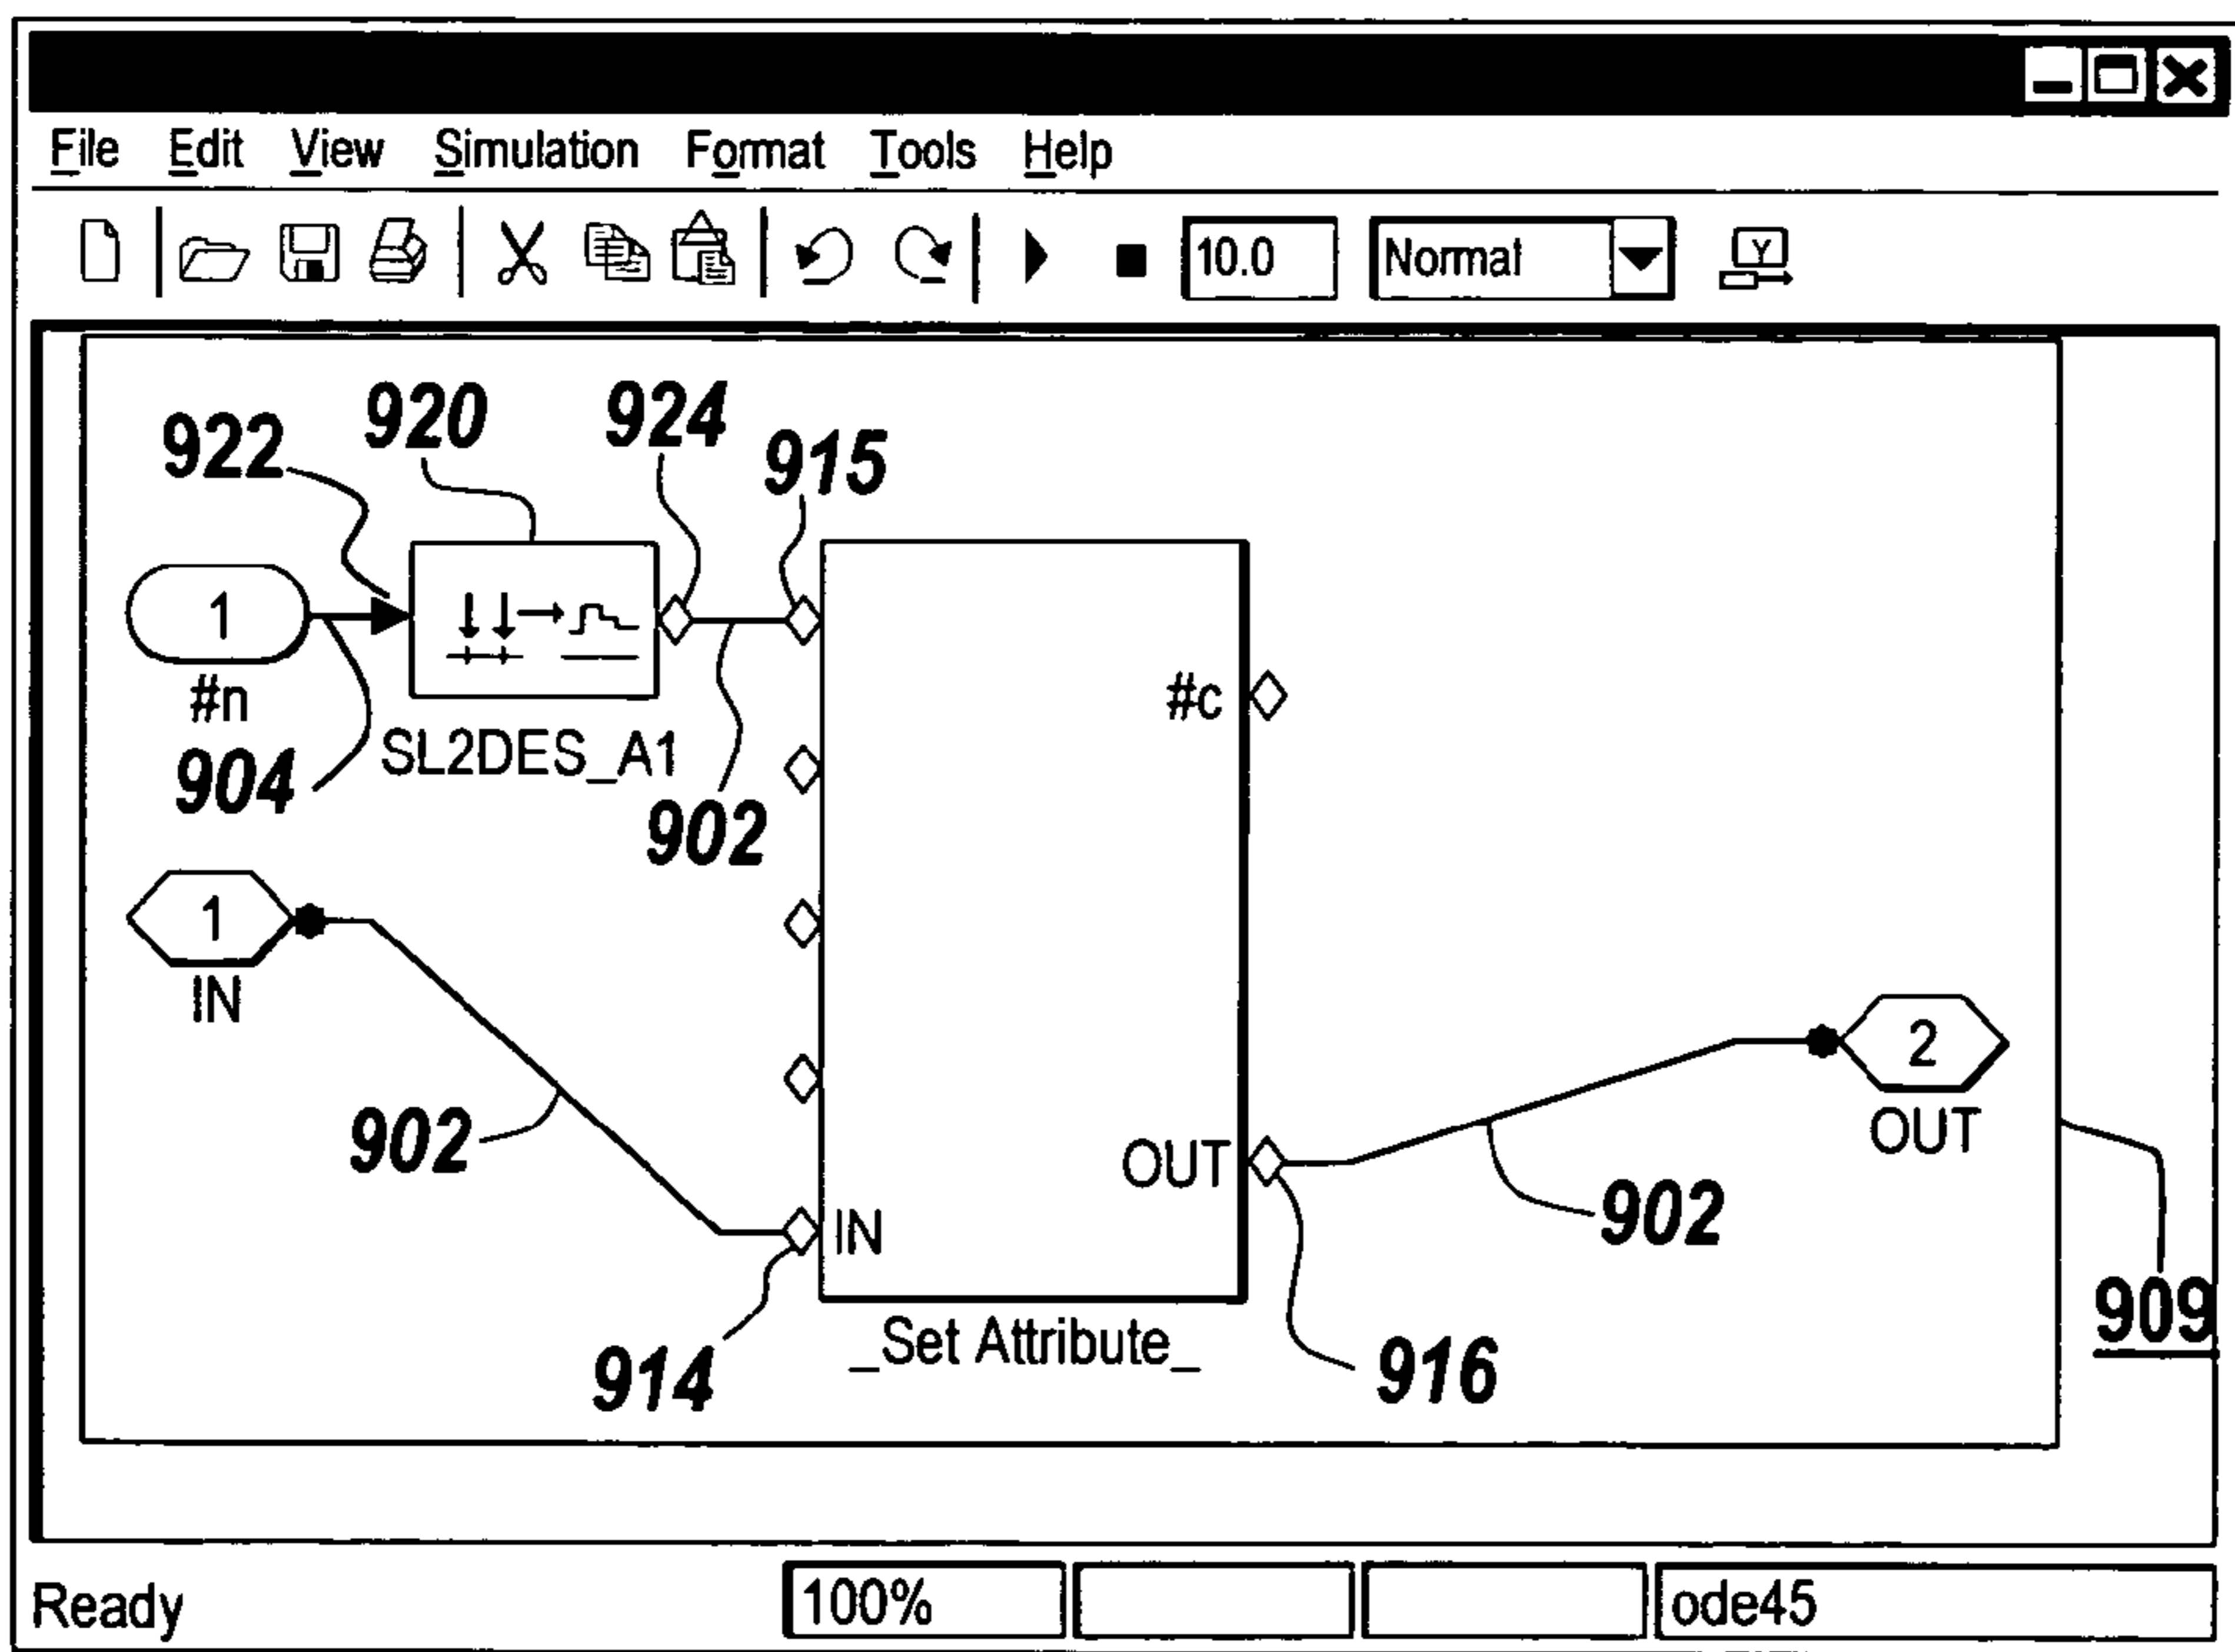 File Edit View Simulation Format Tools Help
10.0 Normal Y
922 920 924 915
1
#n
904
SL2DES_A1
902
#c
1
IN
902
2
OUT
OUT
902
IN
914
_Set Attribute_
916
909
Ready 100% ode45